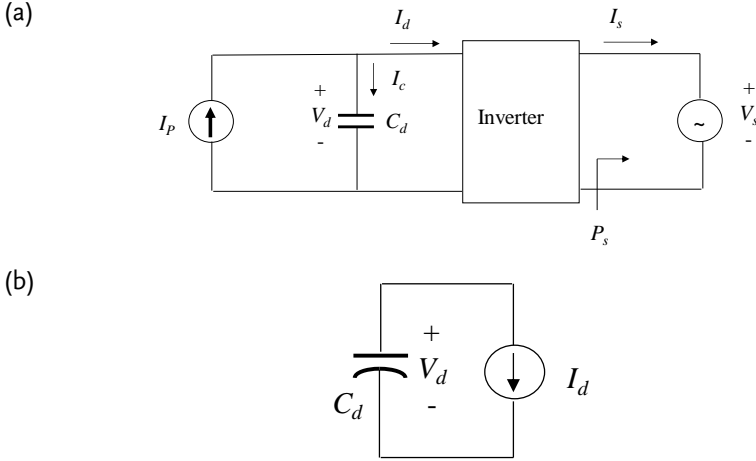 (a)
I_d
I_s
I_c
+
+
I_P
V_d
C_d
Inverter
~
V_s
-
-
P_s
(b)
+
V_d
I_d
C_d
-